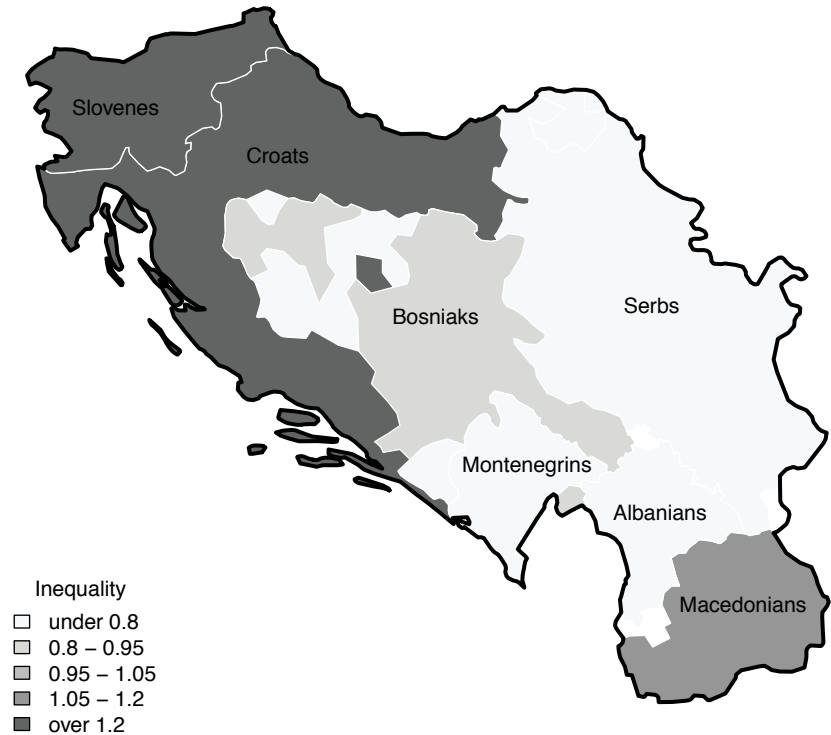 Slovenes
Croats
Serbs
Bosniaks
Montenegrins
Albanians
Macedonians
Inequality
under 0.8
0.8 – 0.95
0.95 – 1.05
1.05 – 1.2
over 1.2